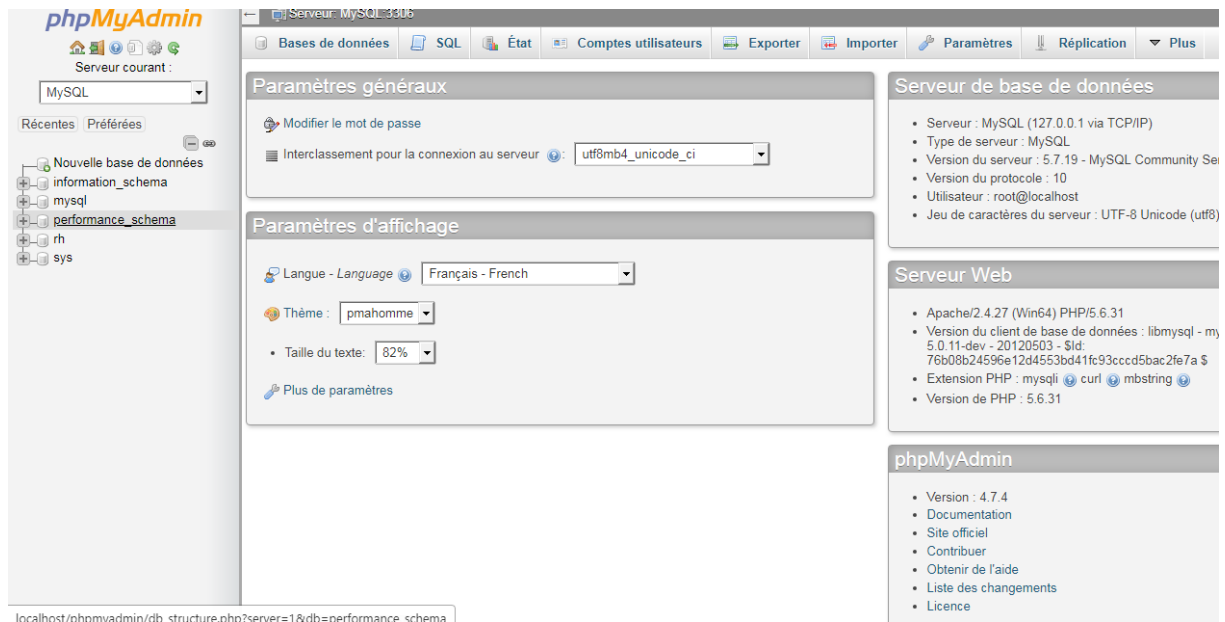 phpMyAdmin
Serveur courant :
MySQL
Récentes Préférées
Nouvelle base de données
information_schema
mysql
performance_schema
rh
sys
Serveur: MySQL:3306
Bases de données SQL État Comptes utilisateurs Exporter Importer Paramètres Réplication Plus
Paramètres généraux
Modifier le mot de passe
Interclassement pour la connexion au serveur : utf8mb4_unicode_ci
Paramètres d'affichage
Langue - Language Français - French
Thème : pmahomme
Taille du texte: 82%
Plus de paramètres
Serveur de base de données
Serveur : MySQL (127.0.0.1 via TCP/IP)
Type de serveur : MySQL
Version du serveur : 5.7.19 - MySQL Community Ser
Version du protocole : 10
Utilisateur : root@localhost
Jeu de caractères du serveur : UTF-8 Unicode (utf8)
Serveur Web
Apache/2.4.27 (Win64) PHP/5.6.31
Version du client de base de données : libmysql - my
5.0.11-dev - 20120503 - $Id:
76b08b24596e12d4553bd41fc93cccd5bac2fe7a $
Extension PHP : mysqli curl mbstring
Version de PHP : 5.6.31
phpMyAdmin
Version : 4.7.4
Documentation
Site officiel
Contribuer
Obtenir de l'aide
Liste des changements
Licence
localhost/phpmyadmin/db_structure.php?server=1&db=performance_schema